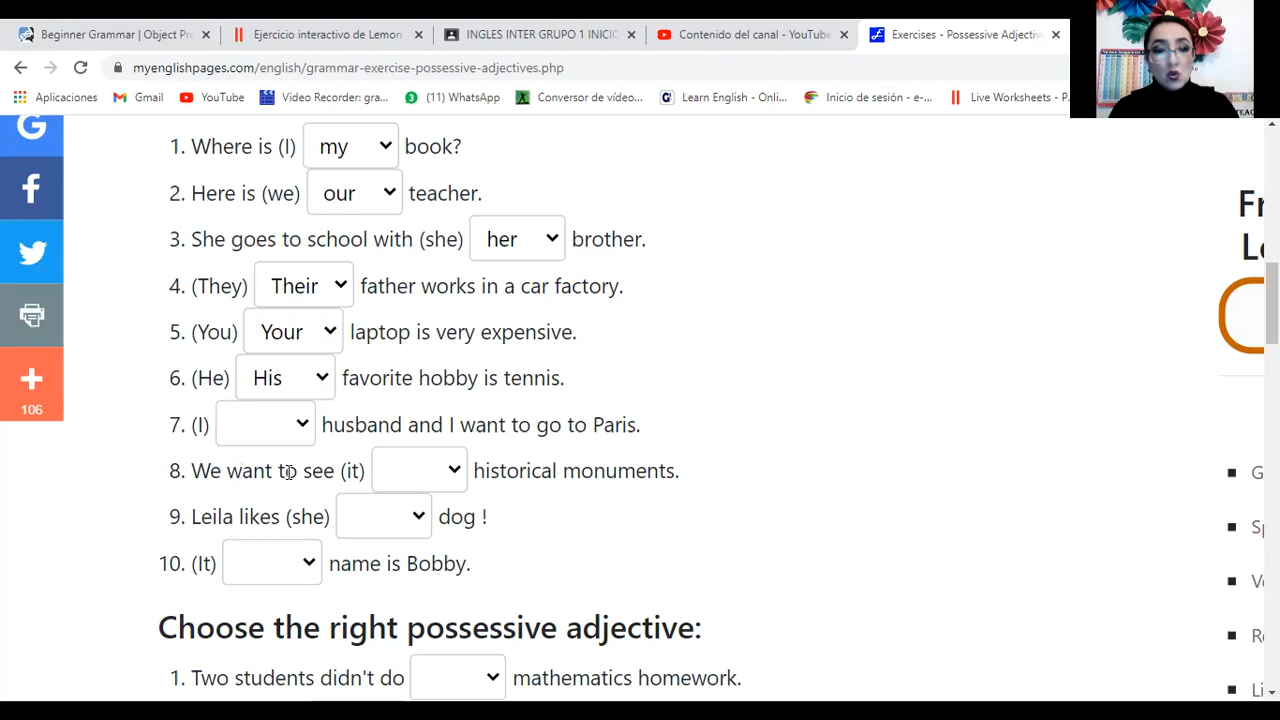 Beginner Grammar | Object Pro
Ejercicio interactivo de Lemon
INGLES INTER GRUPO 1 INICIC
Contenido del canal - YouTube
Exercises - Possessive Adjectiv
myenglishpages.com/english/grammar-exercise-possessive-adjectives.php
Aplicaciones
Gmail
YouTube
Video Recorder: gra...
(11) WhatsApp
Conversor de vídeo...
Learn English - Onli...
Inicio de sesión - e-...
Live Worksheets - P...
1. Where is (I) my book?
2. Here is (we) our teacher.
3. She goes to school with (she) her brother.
4. (They) Their father works in a car factory.
5. (You) Your laptop is very expensive.
6. (He) His favorite hobby is tennis.
7. (I) husband and I want to go to Paris.
8. We want to see (it) historical monuments.
9. Leila likes (she) dog !
10. (It) name is Bobby.
Choose the right possessive adjective:
1. Two students didn't do mathematics homework.
106